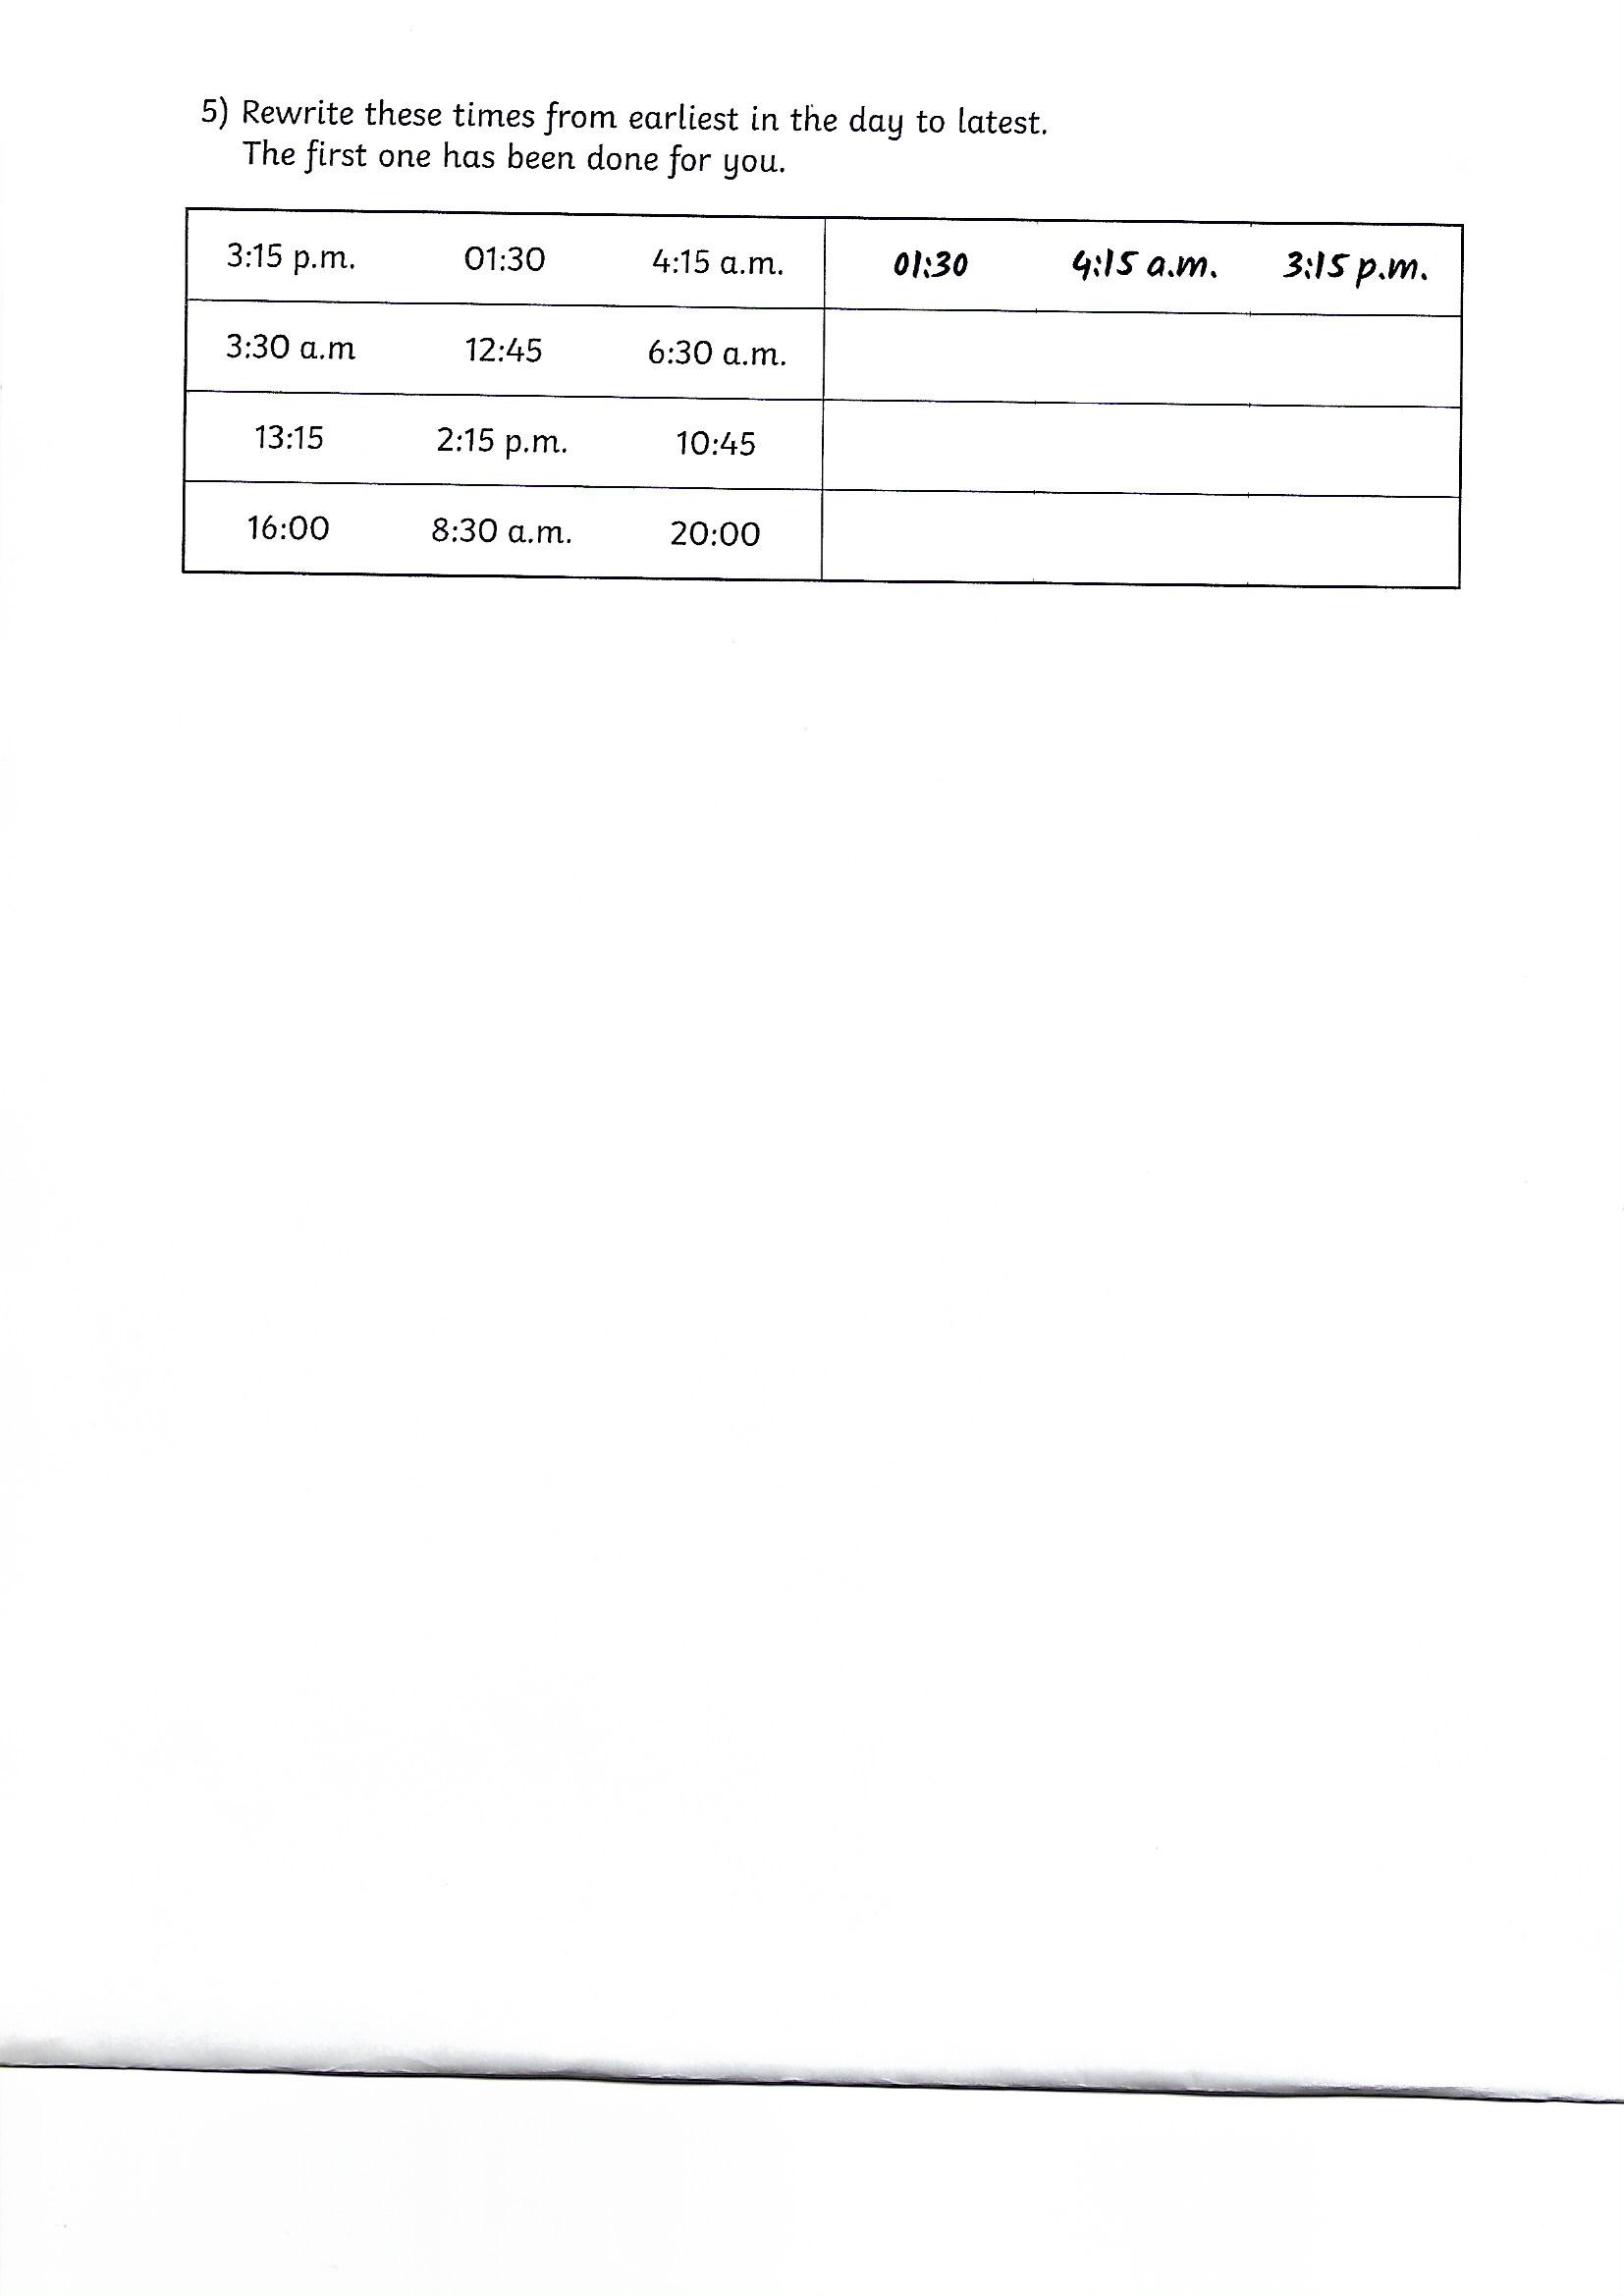 5) Rewrite these times from earliest in the day to latest.
The first one has been done for you.
3:15 p.m. 01:30 4:15 a.m. 01:30 4:15 a.m. 3:15 p.m.
3:30 a.m 12:45 6:30 a.m.
13:15 2:15 p.m. 10:45
16:00 8:30 a.m. 20:00